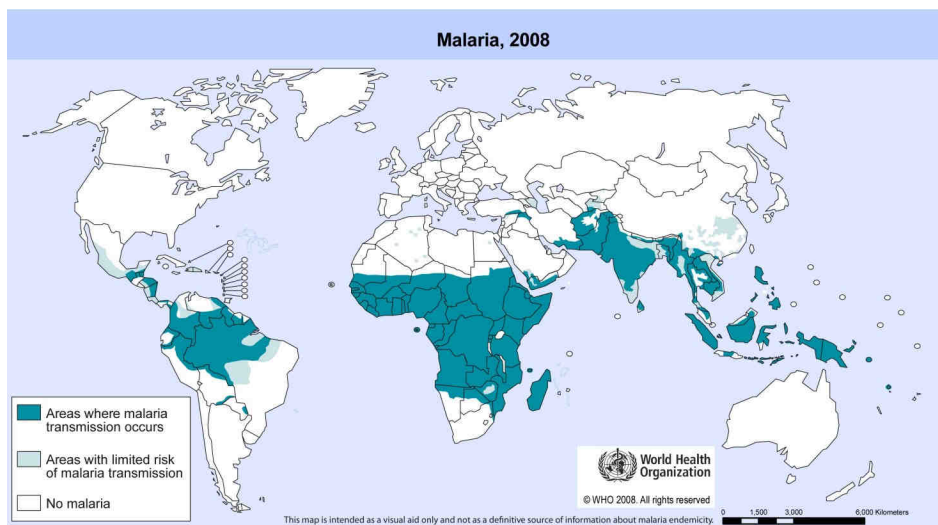 Malaria, 2008
Areas where malaria
transmission occurs
Areas with limited risk
of malaria transmission
No malaria
World Health
Organization
© WHO 2008. All rights reserved
This map is intended as a visual aid only and not as a definitive source of information about malaria endemicity.
0 1,500 3,000 6,000 Kilometers